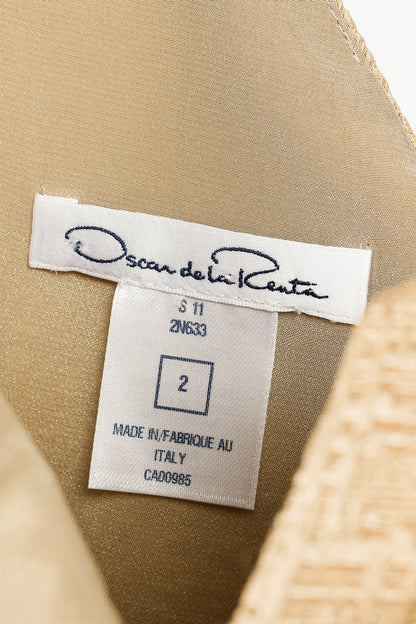 Oscar de la Renta
S 11
2N633
2
MADE IN/FABRIQUE AU
ITALY
CA00985